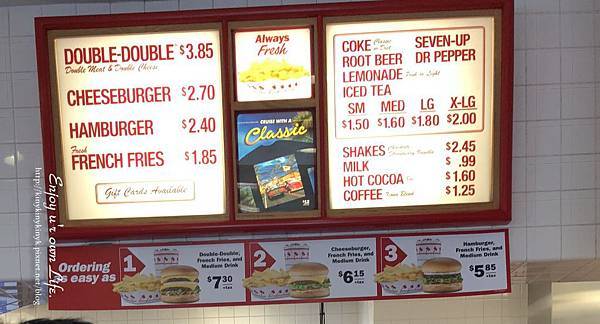 DOUBLE-DOUBLE $3.85
Double Meat & Double Cheese
CHEESEBURGER $2.70
HAMBURGER $2.40
Fresh
FRENCH FRIES $1.85
Gift Cards Available
Always
Fresh
CRUISE WITH A
Classic
COKE Classic or Diet
ROOT BEER
LEMONADE
ICED TEA
SEVEN-UP
DR PEPPER
SM MED LG X-LG
$1.50 $1.60 $1.80 $2.00
SHAKES $2.45
MILK $.99
HOT COCOA $1.60
COFFEE $1.25
Ordering
as easy as
1
Double-Double,
French Fries, and
Medium Drink
$7.30
+tax
2
Cheeseburger,
French Fries, and
Medium Drink
$6.15
+tax
3
Hamburger,
French Fries, and
Medium Drink
$5.85
+tax
Enjoy u'r own Life.